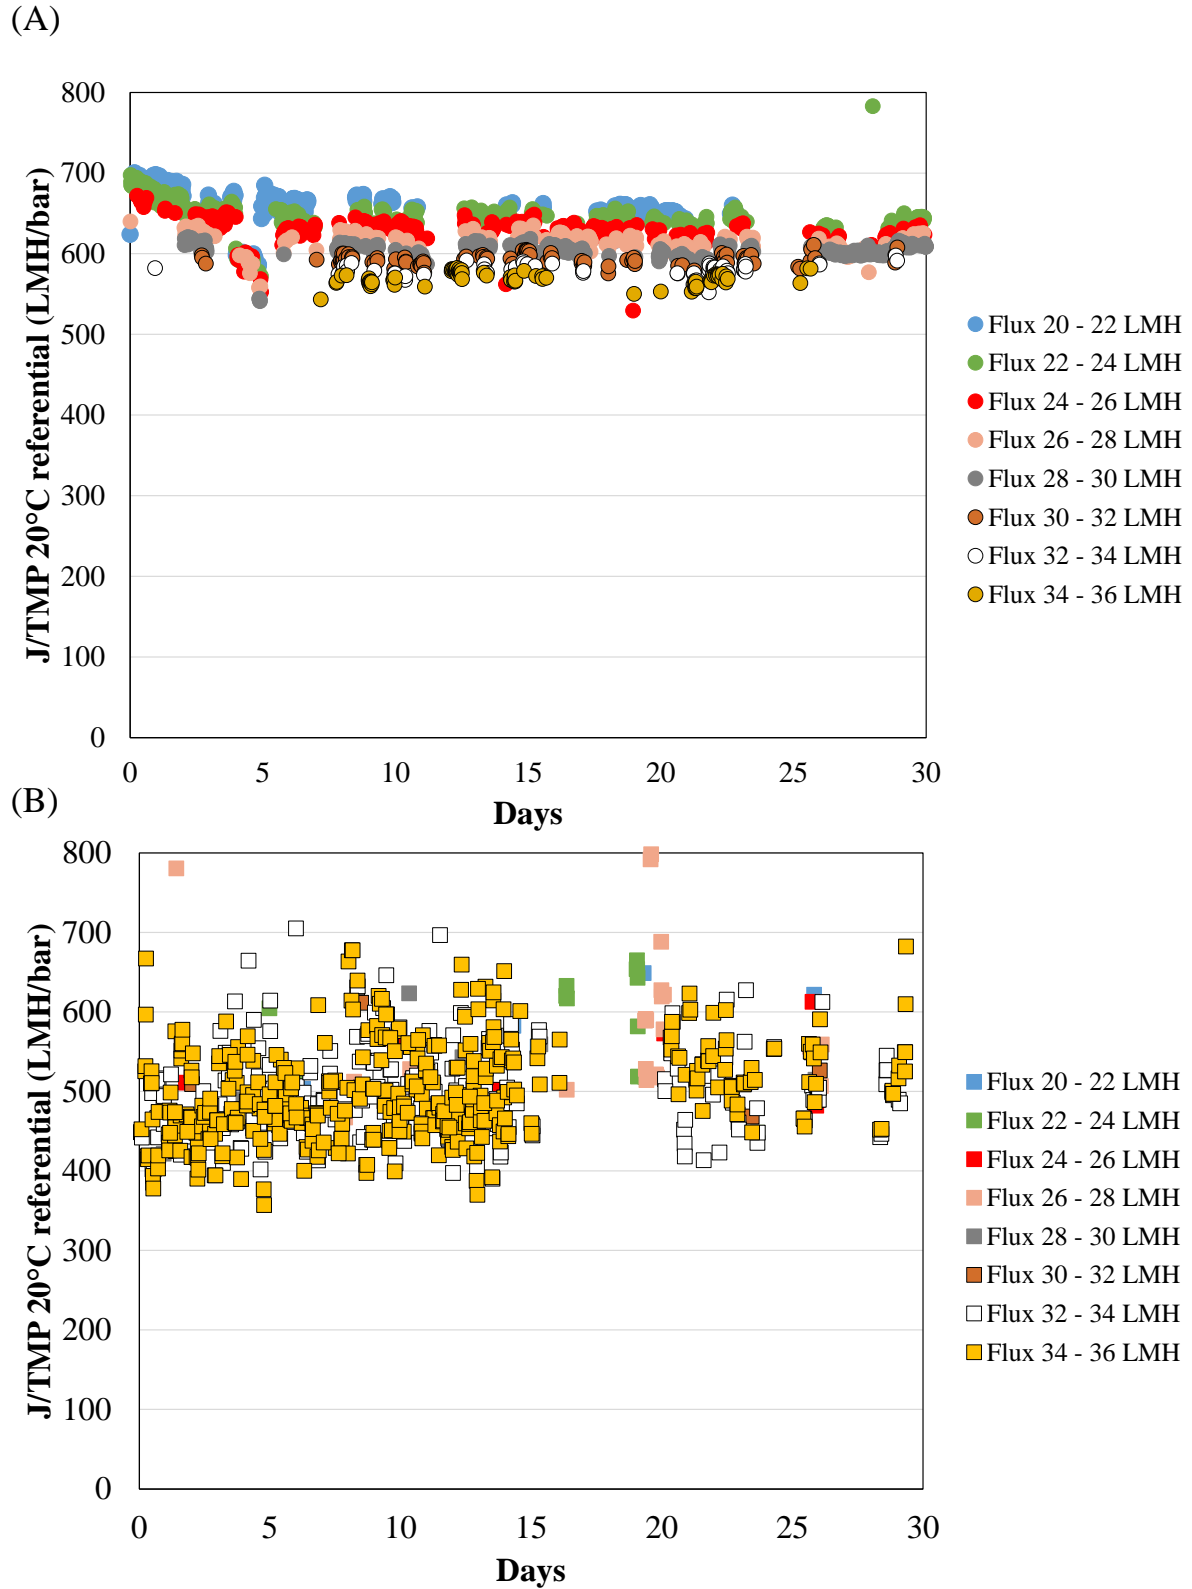 (A)
800
700
600
500
400
300
200
100
0
J/TMP 20°C referential (LMH/bar)
0 5 10 15 20 25 30
Days
Flux 20 - 22 LMH
Flux 22 - 24 LMH
Flux 24 - 26 LMH
Flux 26 - 28 LMH
Flux 28 - 30 LMH
Flux 30 - 32 LMH
Flux 32 - 34 LMH
Flux 34 - 36 LMH
(B)
800
700
600
500
400
300
200
100
0
J/TMP 20°C referential (LMH/bar)
0 5 10 15 20 25 30
Days
Flux 20 - 22 LMH
Flux 22 - 24 LMH
Flux 24 - 26 LMH
Flux 26 - 28 LMH
Flux 28 - 30 LMH
Flux 30 - 32 LMH
Flux 32 - 34 LMH
Flux 34 - 36 LMH